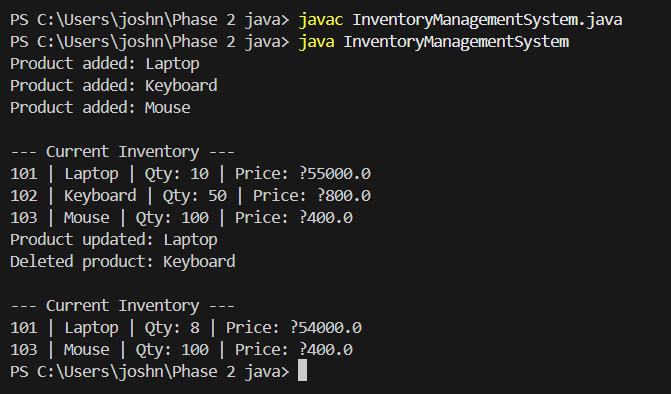 PS C:\Users\joshn\Phase 2 java> javac InventoryManagementSystem.java
PS C:\Users\joshn\Phase 2 java> java InventoryManagementSystem
Product added: Laptop
Product added: Keyboard
Product added: Mouse
--- Current Inventory ---
101 | Laptop | Qty: 10 | Price: ?55000.0
102 | Keyboard | Qty: 50 | Price: ?800.0
103 | Mouse | Qty: 100 | Price: ?400.0
Product updated: Laptop
Deleted product: Keyboard
--- Current Inventory ---
101 | Laptop | Qty: 8 | Price: ?54000.0
103 | Mouse | Qty: 100 | Price: ?400.0
PS C:\Users\joshn\Phase 2 java>